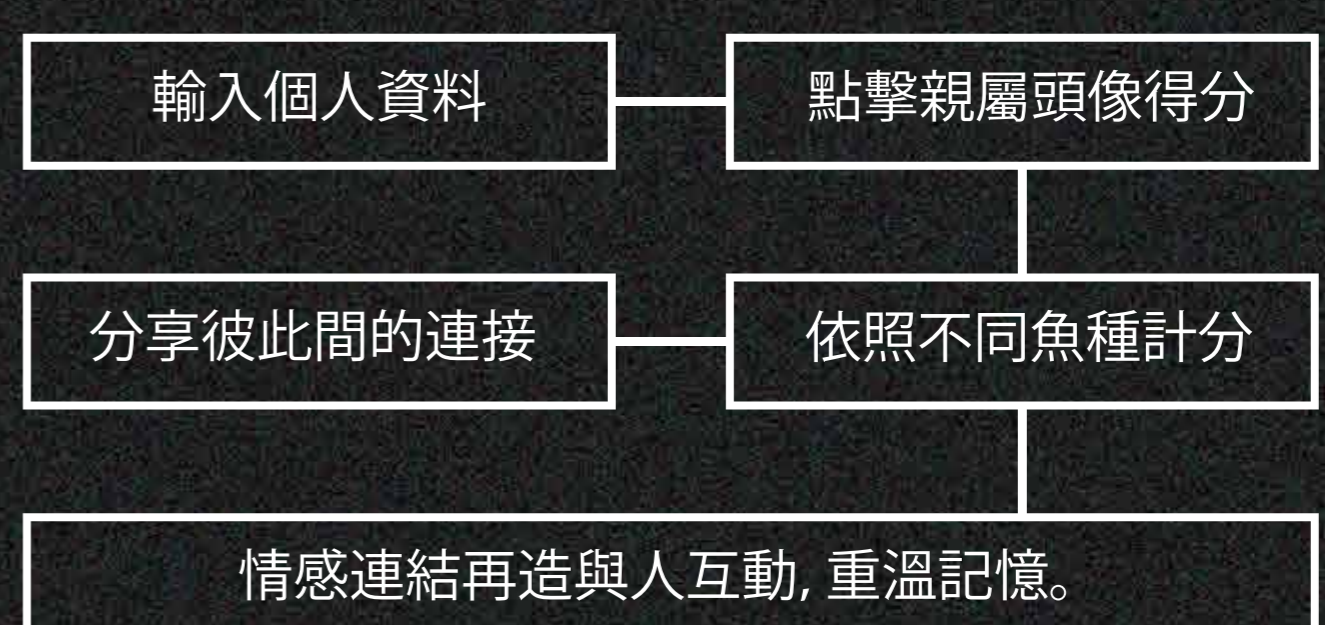 輸入個人資料
點擊親屬頭像得分
分享彼此間的連接
依照不同魚種計分
情感連結再造與人互動, 重溫記憶。